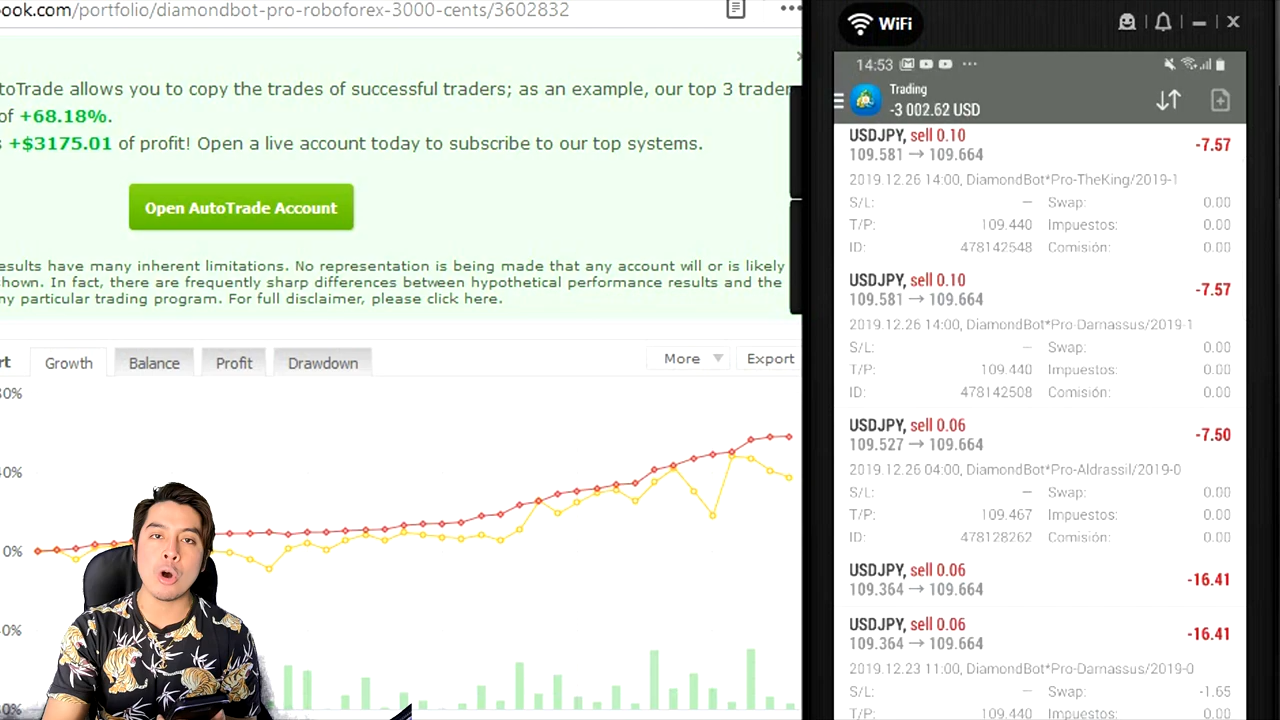 book.com/portfolio/diamondbot-pro-roboforex-3000-cents/3602832
toTrade allows you to copy the trades of successful traders; as an example, our top 3 trader
of +68.18%.
s +$3175.01 of profit! Open a live account today to subscribe to our top systems.
Open AutoTrade Account
esults have many inherent limitations. No representation is being made that any account will or is likely
hown. In fact, there are frequently sharp differences between hypothetical performance results and the
ny particular trading program. For full disclaimer, please click here.
rt Growth Balance Profit Drawdown More Export
80%
40%
0%
40%
80%
WiFi
14:53
Trading
-3 002.62 USD
USDJPY, sell 0.10
109.581 → 109.664
-7.57
2019.12.26 14:00, DiamondBot*Pro-TheKing/2019-1
S/L: – Swap: 0.00
T/P: 109.440 Impuestos: 0.00
ID: 478142548 Comisión: 0.00
USDJPY, sell 0.10
109.581 → 109.664
-7.57
2019.12.26 14:00, DiamondBot*Pro-Darnassus/2019-1
S/L: – Swap: 0.00
T/P: 109.440 Impuestos: 0.00
ID: 478142508 Comisión: 0.00
USDJPY, sell 0.06
109.527 → 109.664
-7.50
2019.12.26 04:00, DiamondBot*Pro-Aldrassil/2019-0
S/L: – Swap: 0.00
T/P: 109.467 Impuestos: 0.00
ID: 478128262 Comisión: 0.00
USDJPY, sell 0.06
109.364 → 109.664
-16.41
USDJPY, sell 0.06
109.364 → 109.664
-16.41
2019.12.23 11:00, DiamondBot*Pro-Darnassus/2019-0
S/L: – Swap: -1.65
T/P: 109.440 Impuestos: 0.00